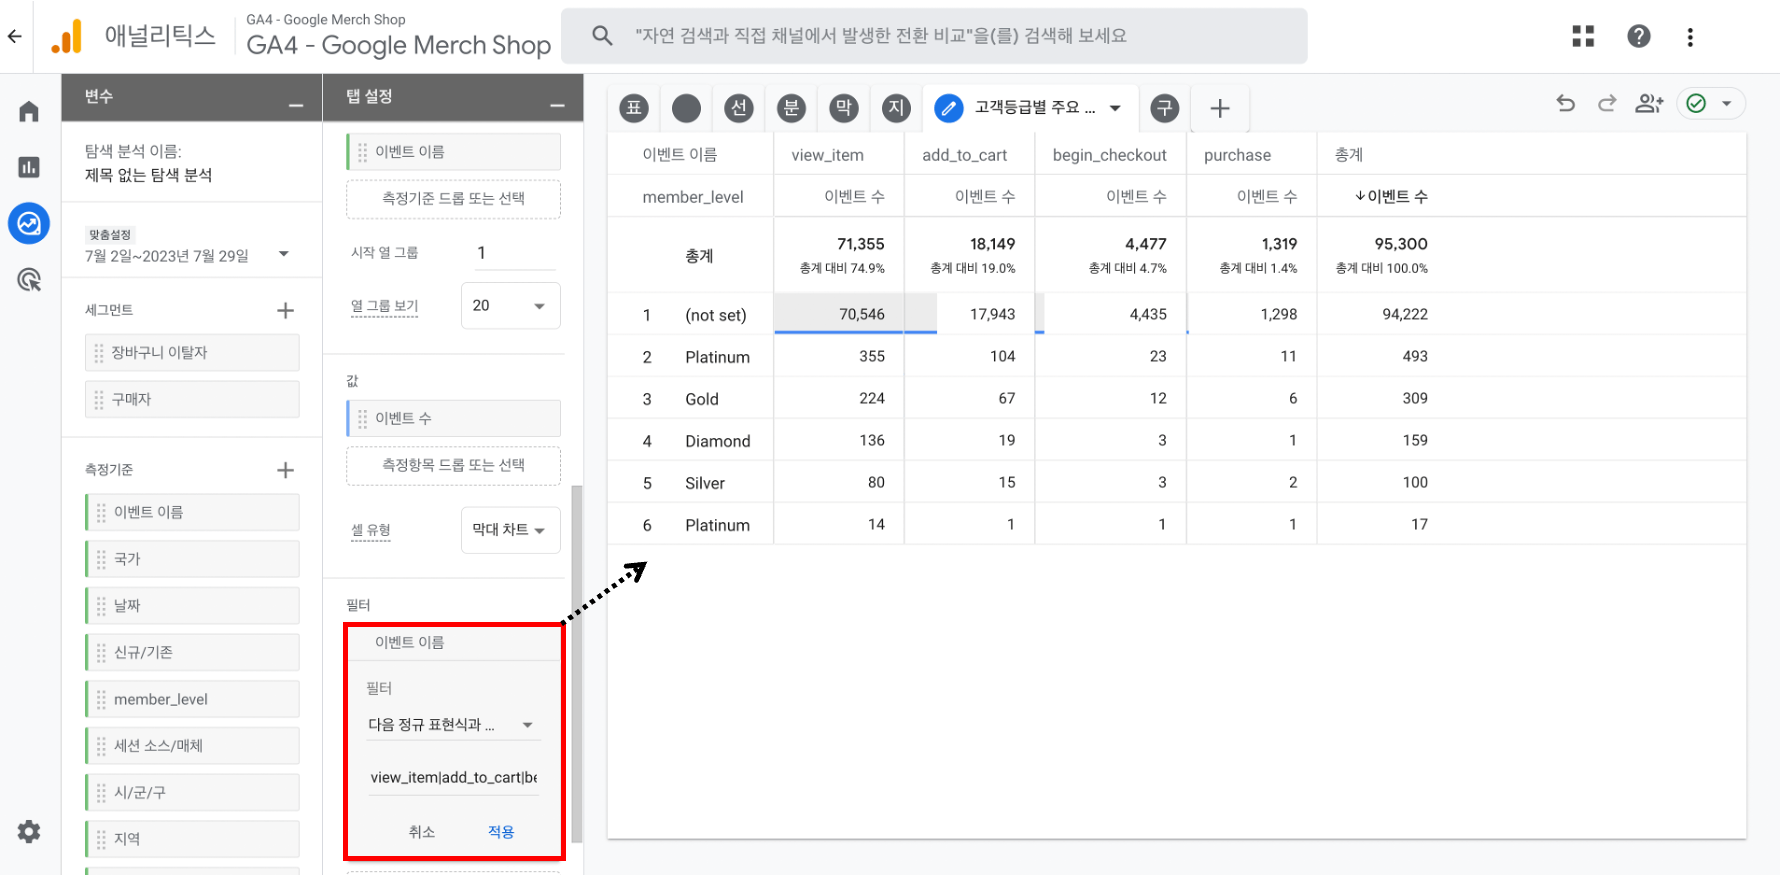 애널리틱스
GA4 - Google Merch Shop
GA4 - Google Merch Shop
"자연 검색과 직접 채널에서 발생한 전환 비교"을(를) 검색해 보세요
변수
탐색 분석 이름:
제목 없는 탐색 분석
맞춤설정
7월 2일~2023년 7월 29일
세그먼트
장바구니 이탈자
구매자
측정기준
이벤트 이름
국가
날짜
신규/기존
member_level
세션 소스/매체
시/군/구
지역
탭 설정
이벤트 이름
측정기준 드롭 또는 선택
시작 열 그룹 1
열 그룹 보기 20
값
이벤트 수
측정항목 드롭 또는 선택
셀 유형 막대 차트
필터
이벤트 이름
필터
다음 정규 표현식과 ...
view_item|add_to_cart|be
취소 적용
표 선 분 막 지 고객등급별 주요 ... 구
이벤트 이름 view_item add_to_cart begin_checkout purchase 총계
member_level 이벤트 수 이벤트 수 이벤트 수 이벤트 수 ↓이벤트 수
총계 71,355 18,149 4,477 1,319 95,300
총계 대비 74.9% 총계 대비 19.0% 총계 대비 4.7% 총계 대비 1.4% 총계 대비 100.0%
1 (not set) 70,546 17,943 4,435 1,298 94,222
2 Platinum 355 104 23 11 493
3 Gold 224 67 12 6 309
4 Diamond 136 19 3 1 159
5 Silver 80 15 3 2 100
6 Platinum 14 1 1 1 17